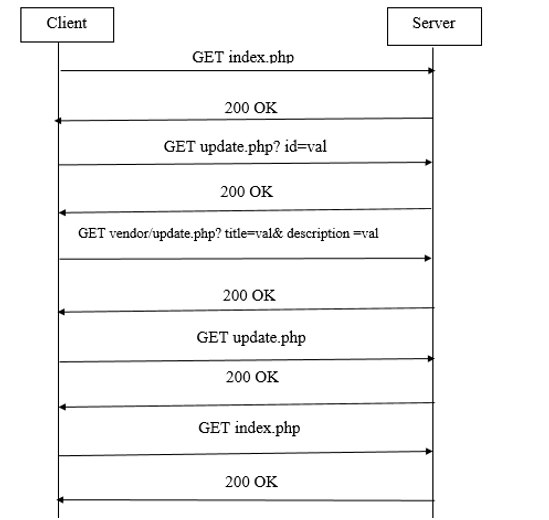 Client
Server
GET index.php
200 OK
GET update.php? id=val
200 OK
GET vendor/update.php? title=val& description =val
200 OK
GET update.php
200 OK
GET index.php
200 OK